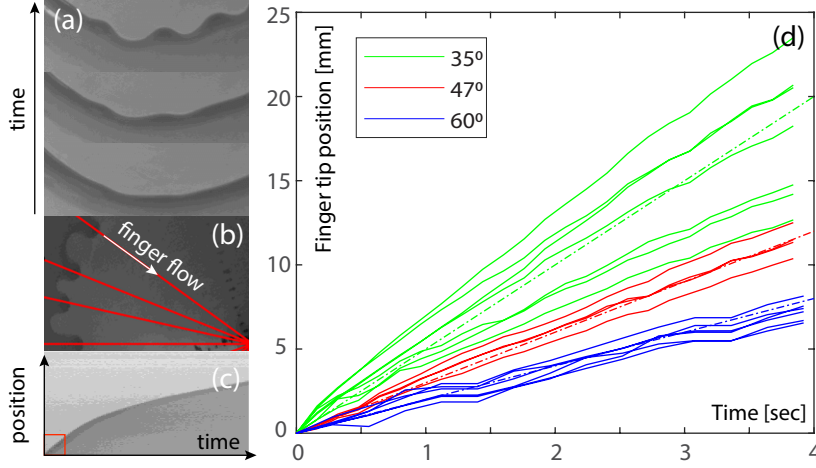 (a)
time
(b)
finger flow
(c)
position
time
(d)
Finger tip position [mm]
25
20
15
10
5
0
35º
47º
60º
Time [sec]
0
1
2
3
4